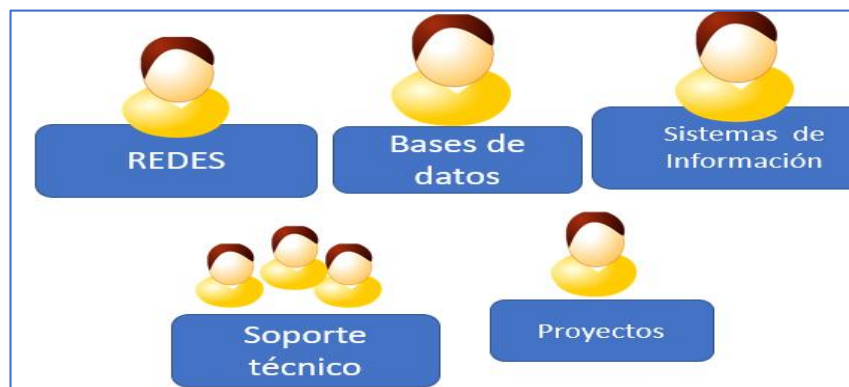 REDES
Bases de
datos
Sistemas de
Información
Soporte
técnico
Proyectos